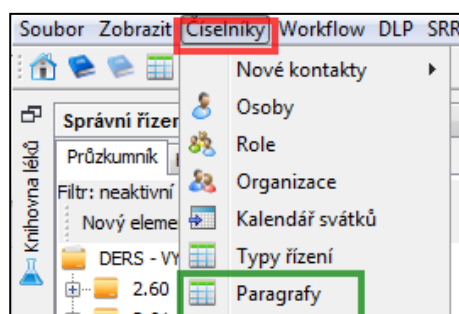 Soubor Zobrazit Číselníky Workflow DLP SRR
Nové kontakty
Osoby
Správní řízer
Role
Průzkumník
Organizace
Filtr: neaktivní
Kalendář svátků
Nový eleme
DERS - VY
Typy řízení
2.60
Paragrafy
Knihovna léků